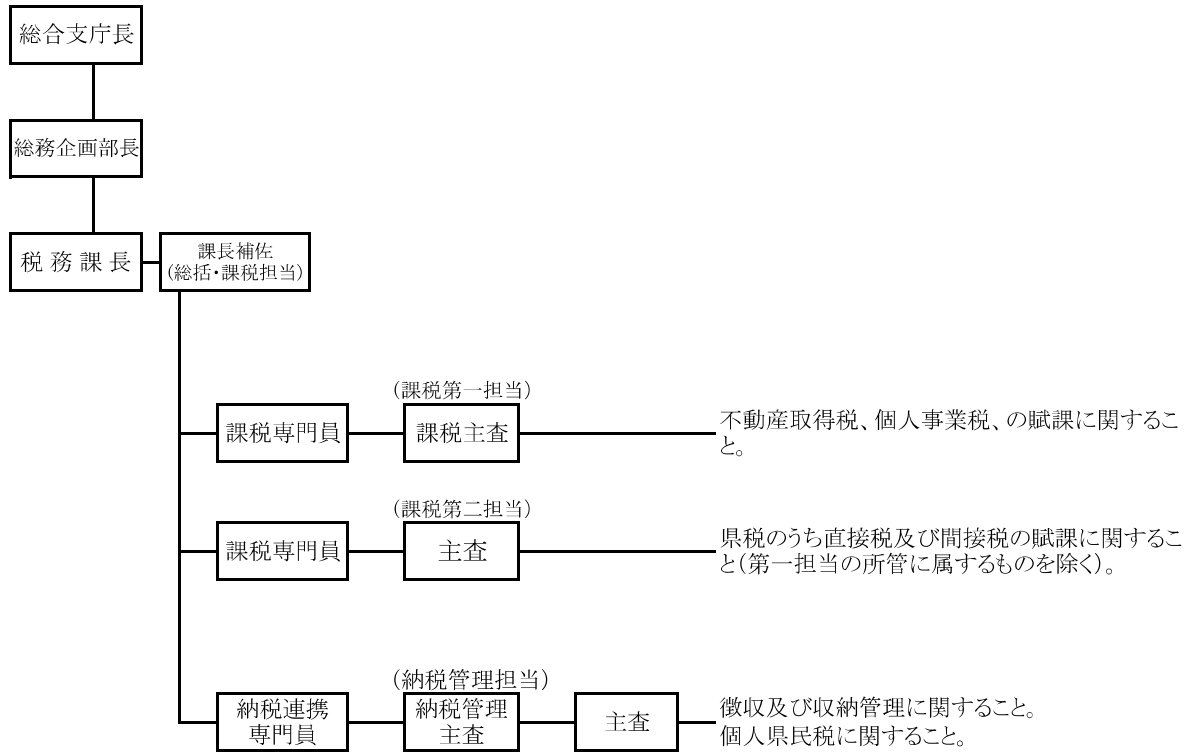 総合支庁長
総務企画部長
税務課長
課長補佐
(総括・課税担当)
(課税第一担当)
課税専門員
課税主査
不動産取得税、個人事業税、の賦課に関するこ
と。
(課税第二担当)
課税専門員
主査
県税のうち直接税及び間接税の賦課に関するこ
と(第一担当の所管に属するものを除く)。
(納税管理担当)
納税連携
専門員
納税管理
主査
主査
徴収及び収納管理に関すること。
個人県民税に関すること。